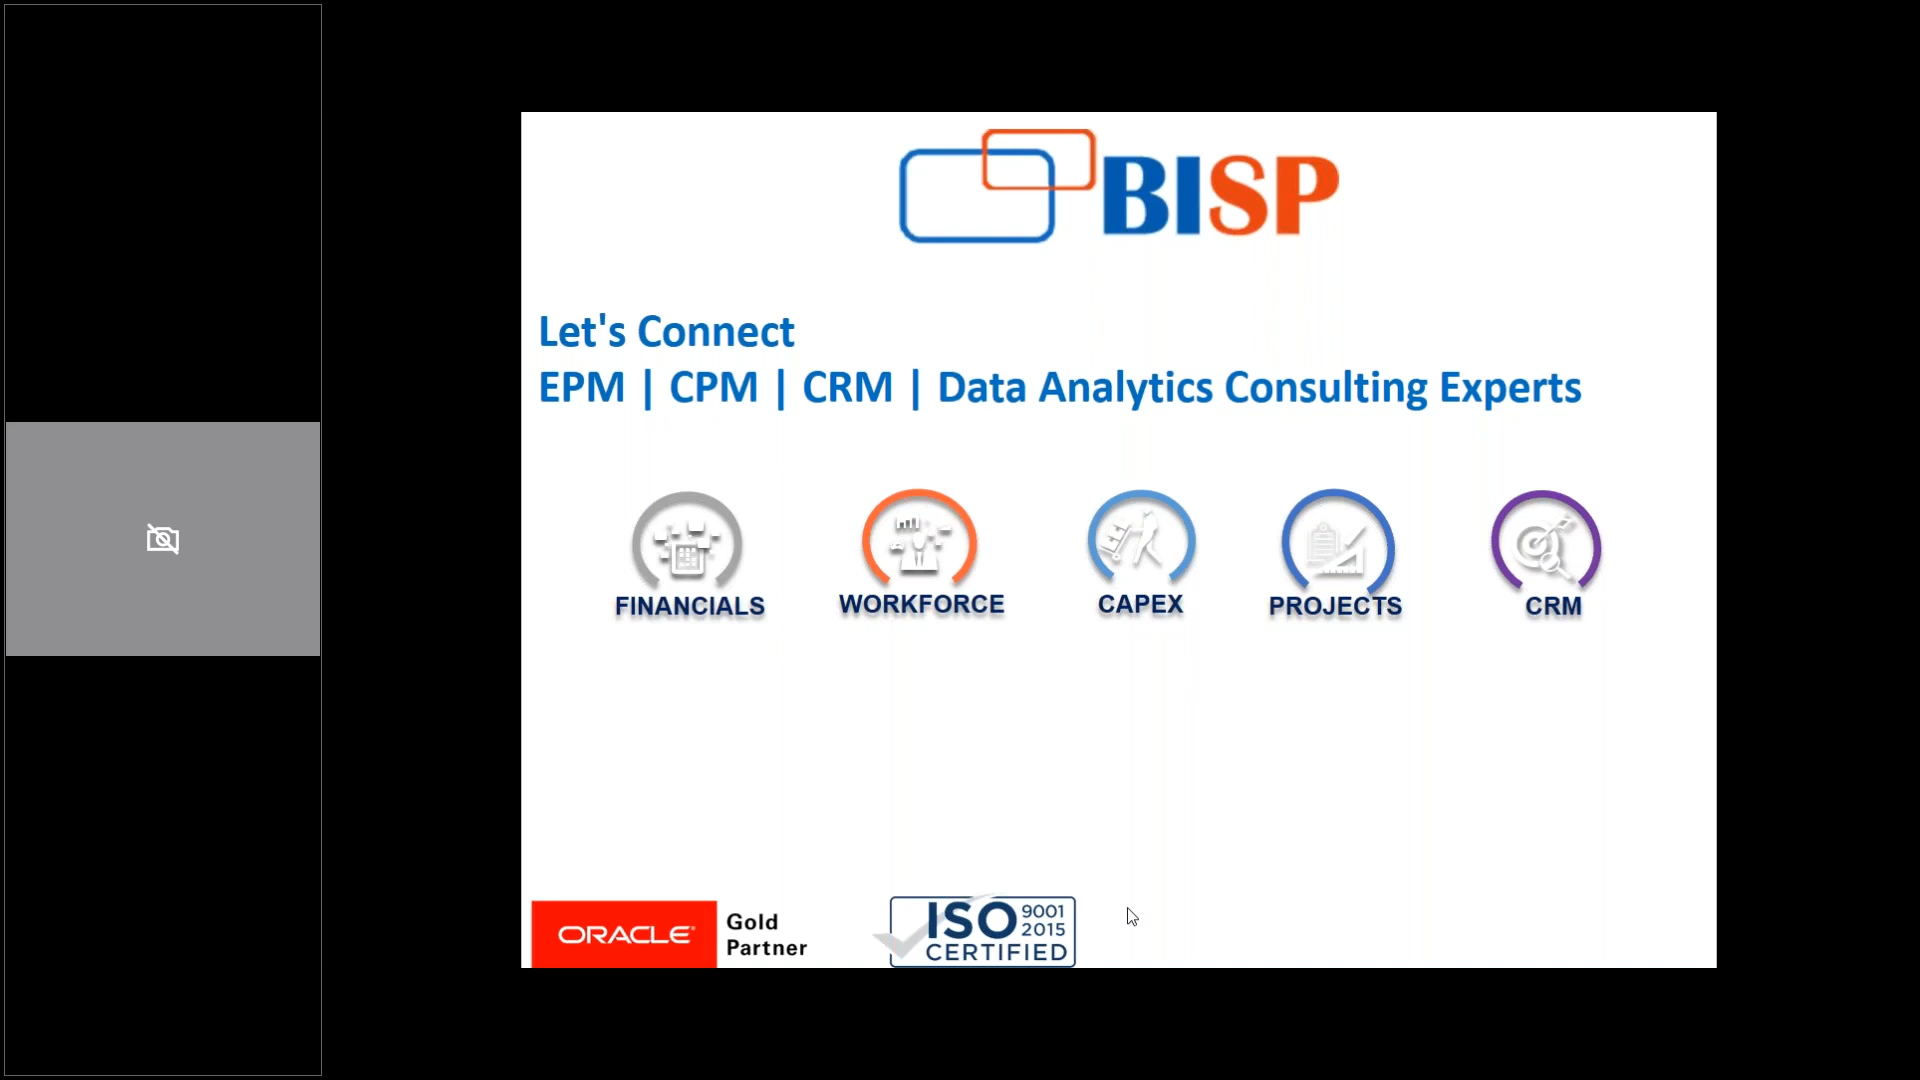 BISP
Let's Connect
EPM | CPM | CRM | Data Analytics Consulting Experts
FINANCIALS
WORKFORCE
CAPEX
PROJECTS
CRM
ORACLE®
Gold
Partner
ISO 9001
2015
CERTIFIED